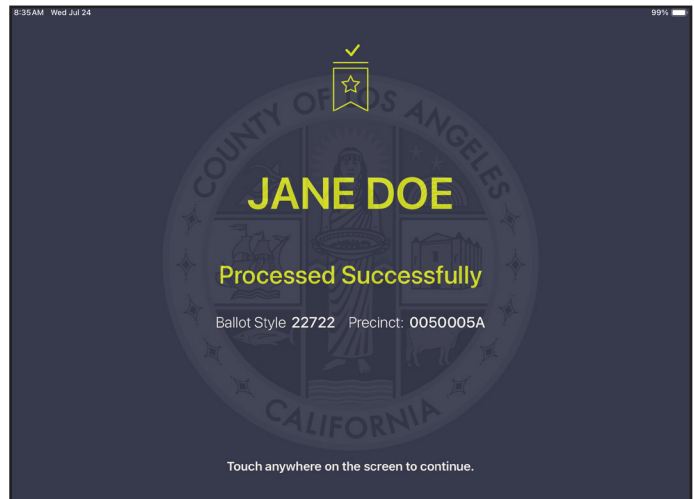 8:35 AM Wed Jul 24 99%
COUNTY OF LOS ANGELES
JANE DOE
Processed Successfully
Ballot Style 22722 Precinct: 0050005A
CALIFORNIA
Touch anywhere on the screen to continue.